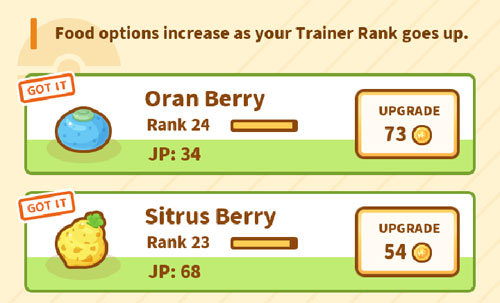 Food options increase as your Trainer Rank goes up.
GOT IT
Oran Berry
Rank 24
JP: 34
UPGRADE
73
GOT IT
Sitrus Berry
Rank 23
JP: 68
UPGRADE
54